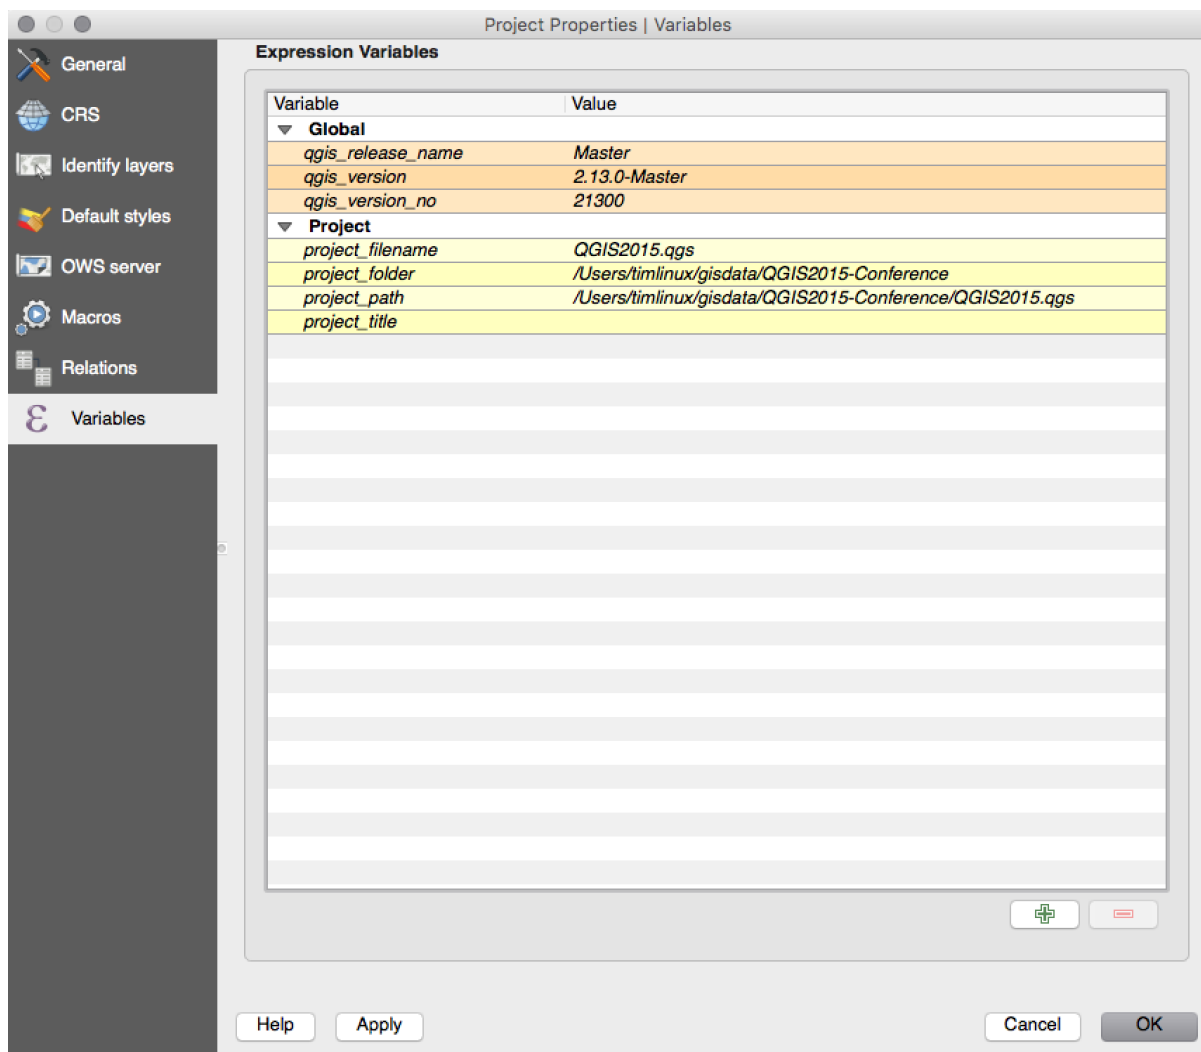 Project Properties | Variables
General
CRS
Identify layers
Default styles
OWS server
Macros
Relations
Variables
Expression Variables
Variable Value
Global
qgis_release_name Master
qgis_version 2.13.0-Master
qgis_version_no 21300
Project
project_filename QGIS2015.qgs
project_folder /Users/timlinux/gisdata/QGIS2015-Conference
project_path /Users/timlinux/gisdata/QGIS2015-Conference/QGIS2015.qgs
project_title
Help Apply Cancel OK